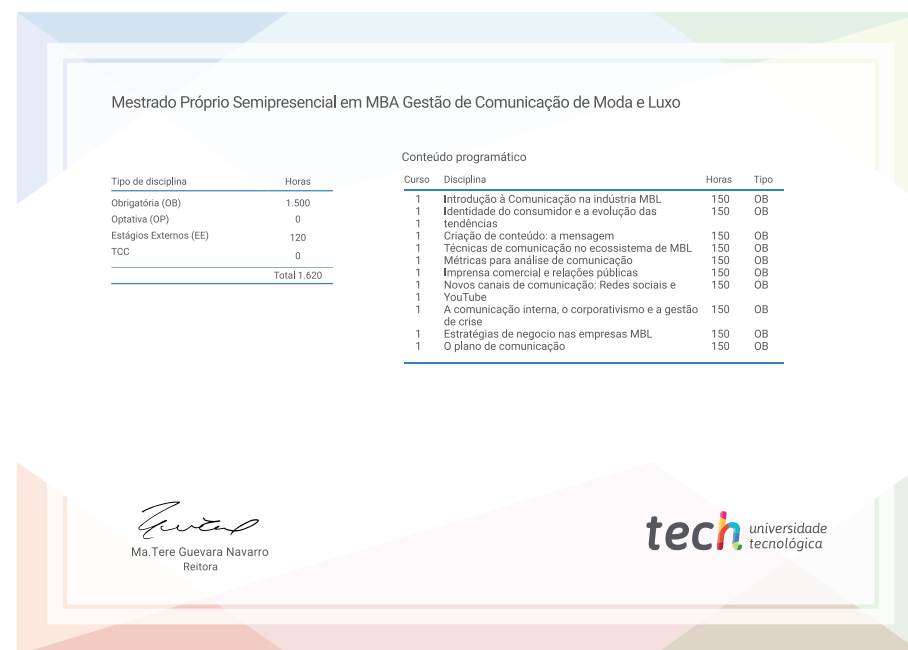 Mestrado Próprio Semipresencial em MBA Gestão de Comunicação de Moda e Luxo
Tipo de disciplina Horas
Obrigatória (OB) 1.500
Optativa (OP) 0
Estágios Externos (EE) 120
TCC 0
Total 1.620
Conteúdo programático
Curso Disciplina Horas Tipo
1 Introdução à Comunicação na indústria MBL 150 OB
1 Identidade do consumidor e a evolução das 150 OB
1 tendências
1 Criação de conteúdo: a mensagem 150 OB
1 Técnicas de comunicação no ecossistema de MBL 150 OB
1 Métricas para análise de comunicação 150 OB
1 Imprensa comercial e relações públicas 150 OB
1 Novos canais de comunicação: Redes sociais e 150 OB
1 YouTube
1 A comunicação interna, o corporativismo e a gestão 150 OB
de crise
1 Estratégias de negocio nas empresas MBL 150 OB
1 O plano de comunicação 150 OB
Ma.Tere Guevara Navarro
Reitora
tech universidade
tecnológica